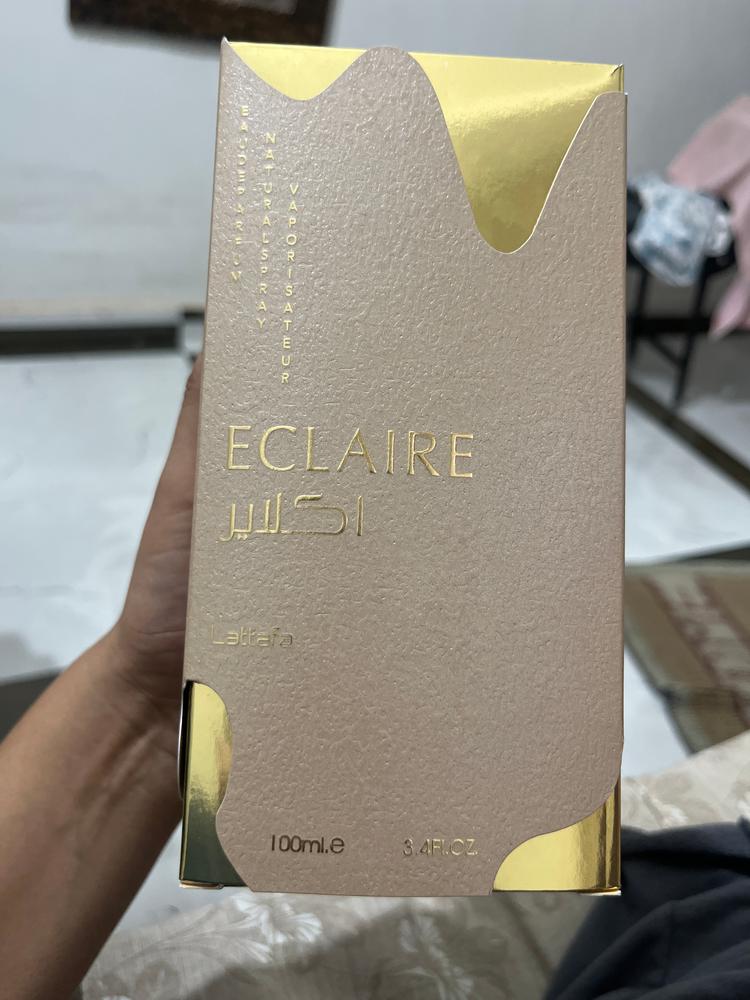 EAU DE PARFUM
NATURAL SPRAY
VAPORISATEUR
ECLAIRE
اكلاير
Lattafa
100ml.e
3.4Fl.OZ.